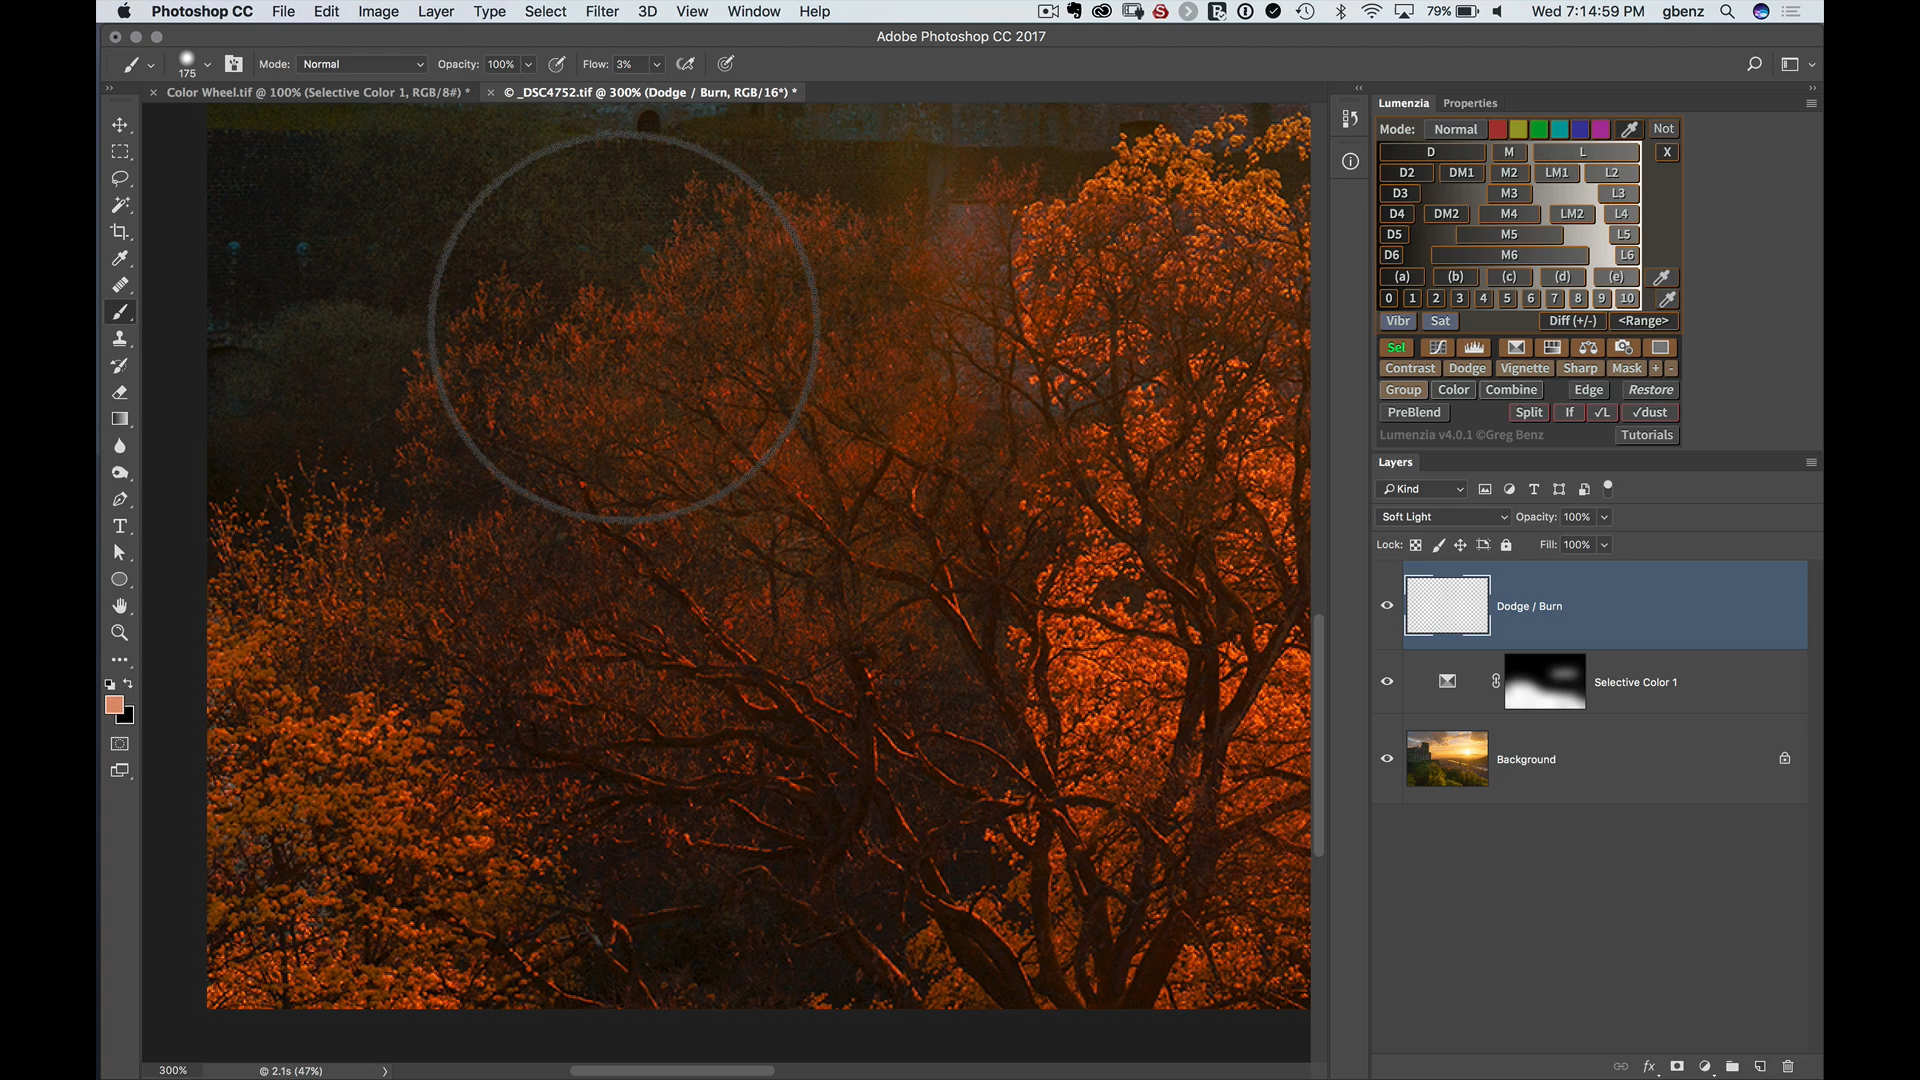 Photoshop CC File Edit Image Layer Type Select Filter 3D View Window Help 79% Wed 7:14:59 PM gbenz
Adobe Photoshop CC 2017
175 Mode: Normal Opacity: 100% Flow: 3%
Color Wheel.tif @ 100% (Selective Color 1, RGB/8#) * © _DSC4752.tif @ 300% (Dodge / Burn, RGB/16*) *
Lumenzia Properties
Mode: Normal Not
D M L X
D2 DM1 M2 LM1 L2
D3 M3 L3
D4 DM2 M4 LM2 L4
D5 M5 L5
D6 M6 L6
(a) (b) (c) (d) (e)
0 1 2 3 4 5 6 7 8 9 10
Vibr Sat Diff (+/-) <Range>
Sel
Contrast Dodge Vignette Sharp Mask + -
Group Color Combine Edge Restore
PreBlend Split If √L √dust
Lumenzia v4.0.1 ©Greg Benz Tutorials
Layers
Kind
Soft Light Opacity: 100%
Lock: Fill: 100%
Dodge / Burn
Selective Color 1
Background
fx
300% © 2.1s (47%)